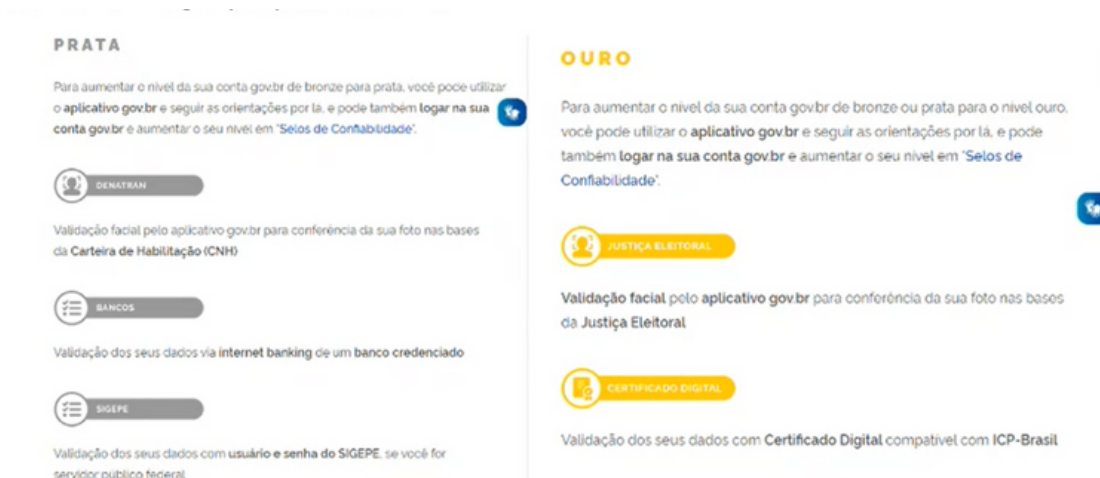 PRATA
Para aumentar o nível da sua conta gov.br de bronze para prata, você pode utilizar
o aplicativo gov.br e seguir as orientações por lá, e pode também logar na sua
conta gov.br e aumentar o seu nível em "Selos de Confiabilidade".
DENATRAN
Validação facial pelo aplicativo gov.br para conferência da sua foto nas bases
da Carteira de Habilitação (CNH)
BANCOS
Validação dos seus dados via internet banking de um banco credenciado
SIGEPE
Validação dos seus dados com usuário e senha do SIGEPE, se você for
servidor público federal
OURO
Para aumentar o nível da sua conta gov.br de bronze ou prata para o nível ouro,
você pode utilizar o aplicativo gov.br e seguir as orientações por lá, e pode
também logar na sua conta gov.br e aumentar o seu nível em "Selos de
Confiabilidade".
JUSTIÇA ELEITORAL
Validação facial pelo aplicativo gov.br para conferência da sua foto nas bases
da Justiça Eleitoral
CERTIFICADO DIGITAL
Validação dos seus dados com Certificado Digital compatível com ICP-Brasil